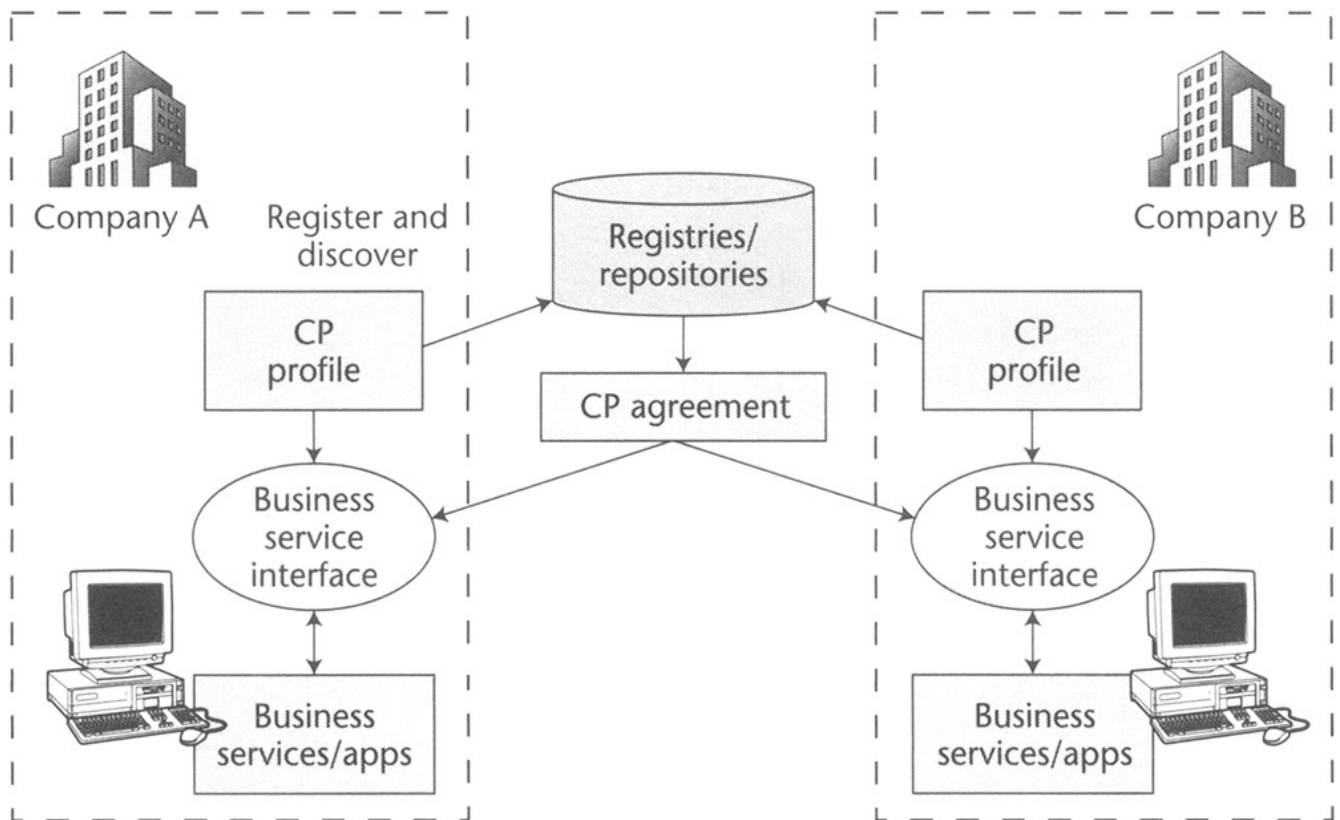 Company A
Register and
discover
Registries/
repositories
Company B
CP
profile
CP agreement
CP
profile
Business
service
interface
Business
service
interface
Business
services/apps
Business
services/apps